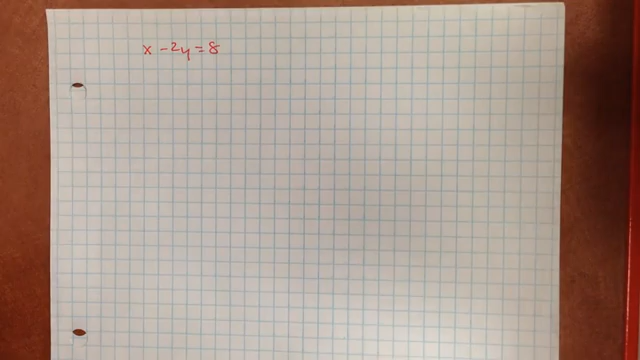 x - 2y = 8